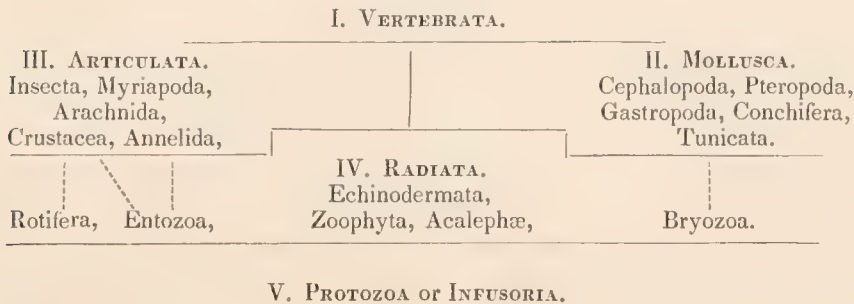 I. VERTEBRATA.
III. ARTICULATA.
Insecta, Myriapoda,
Arachnida,
Crustacea, Annelida,
II. MOLLUSCA.
Cephalopoda, Pteropoda,
Gastropoda, Conchifera,
Tunicata.
IV. RADIATA.
Echinodermata,
Zoophyta, Acalephæ,
Rotifera, Entozoa,
Bryozoa.
V. PROTOZOA or INFUSORIA.